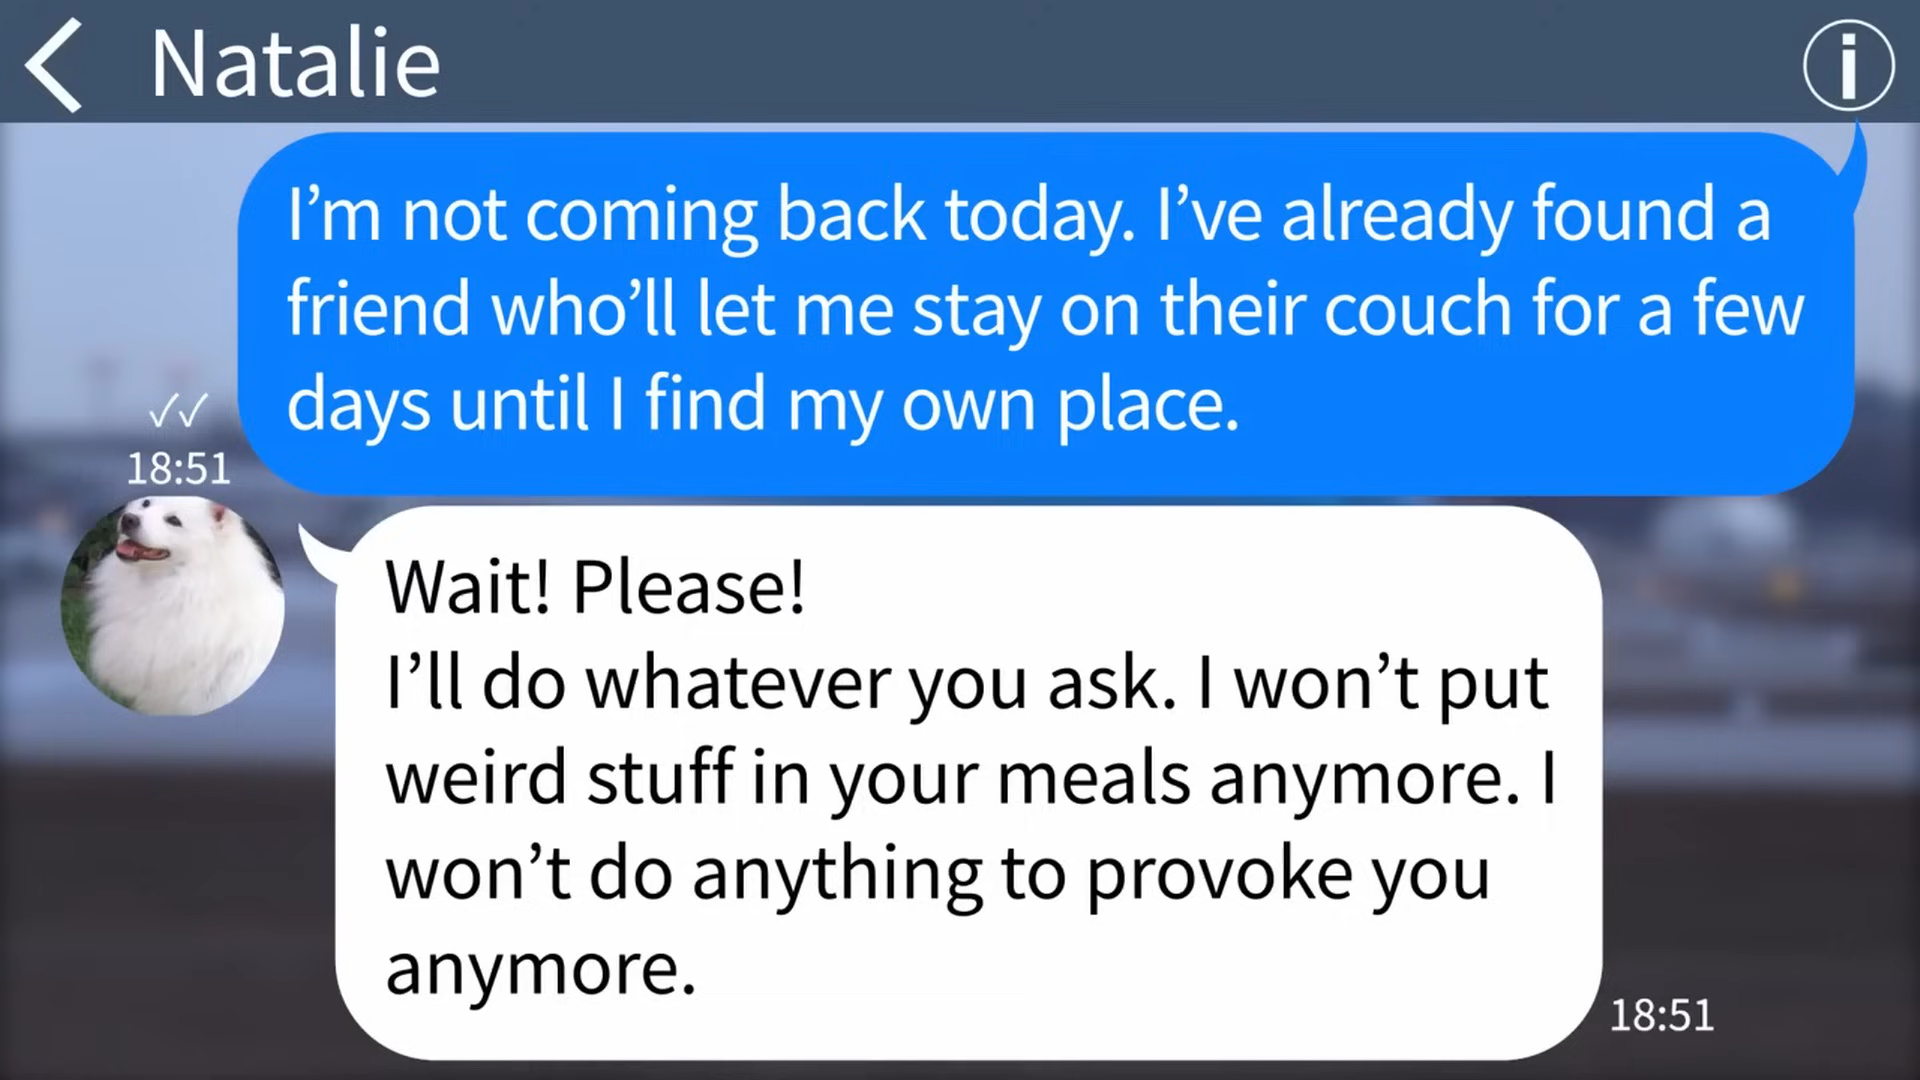 Natalie
I’m not coming back today. I’ve already found a
friend who’ll let me stay on their couch for a few
days until I find my own place.
18:51
Wait! Please!
I’ll do whatever you ask. I won’t put
weird stuff in your meals anymore. I
won’t do anything to provoke you
anymore.
18:51